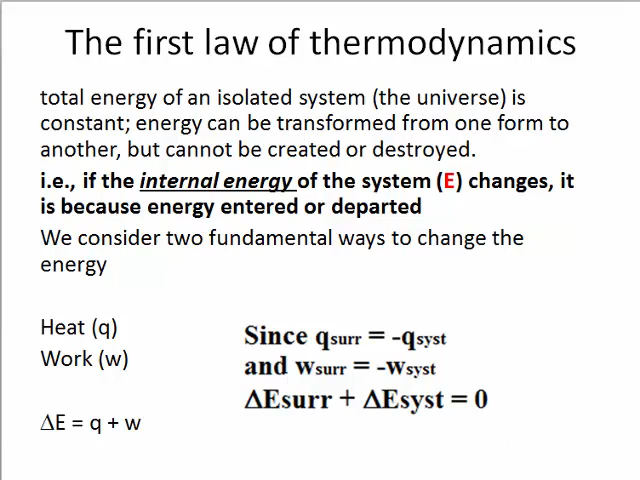 The first law of thermodynamics
total energy of an isolated system (the universe) is
constant; energy can be transformed from one form to
another, but cannot be created or destroyed.
i.e., if the internal energy of the system (E) changes, it
is because energy entered or departed
We consider two fundamental ways to change the
energy
Heat (q)
Work (w)
ΔE = q + w
Since qsurr = -qsyst
and wsurr = -wsyst
ΔEsurr + ΔEsyst = 0